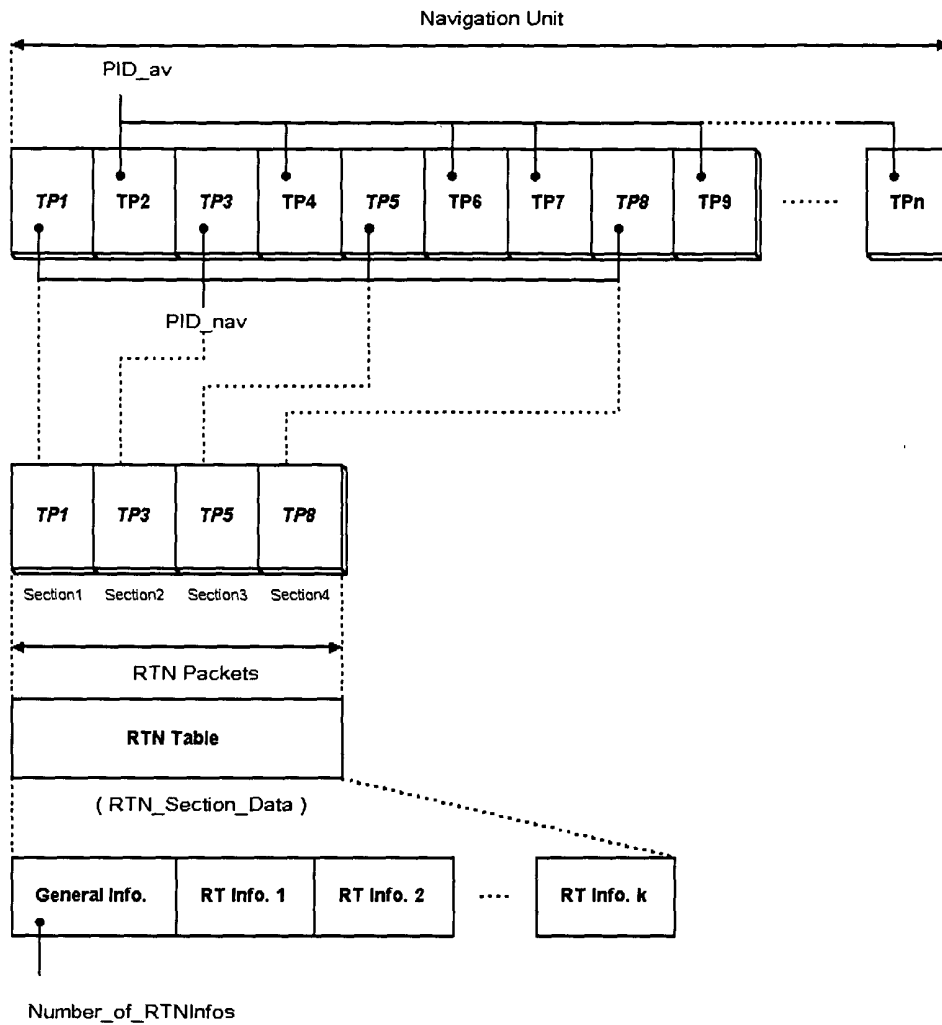 Navigation Unit
PID_av
TP1 TP2 TP3 TP4 TP5 TP6 TP7 TP8 TP9 TPn
PID_nav
TP1 TP3 TP5 TP8
Section1 Section2 Section3 Section4
RTN Packets
RTN Table
( RTN_Section_Data )
General Info. RT Info. 1 RT Info. 2 RT Info. k
Number_of_RTNInfos